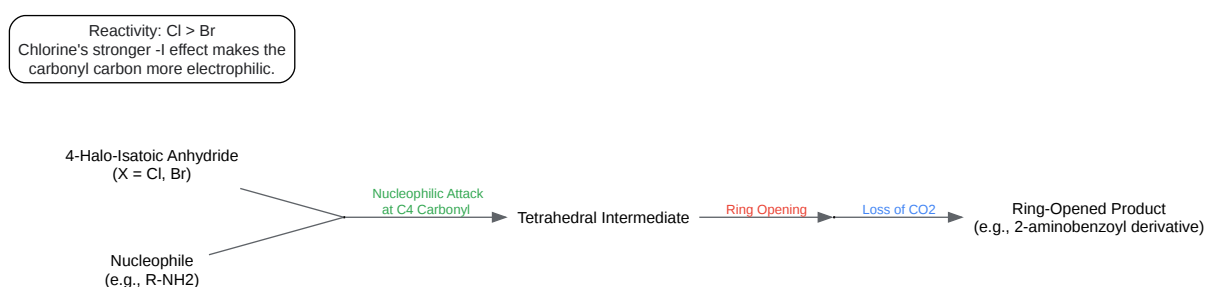 Reactivity: Cl > Br
Chlorine's stronger -I effect makes the
carbonyl carbon more electrophilic.
4-Halo-Isatoic Anhydride
(X = Cl, Br)
Nucleophile
(e.g., R-NH2)
Nucleophilic Attack
at C4 Carbonyl
Tetrahedral Intermediate
Ring Opening
Loss of CO2
Ring-Opened Product
(e.g., 2-aminobenzoyl derivative)